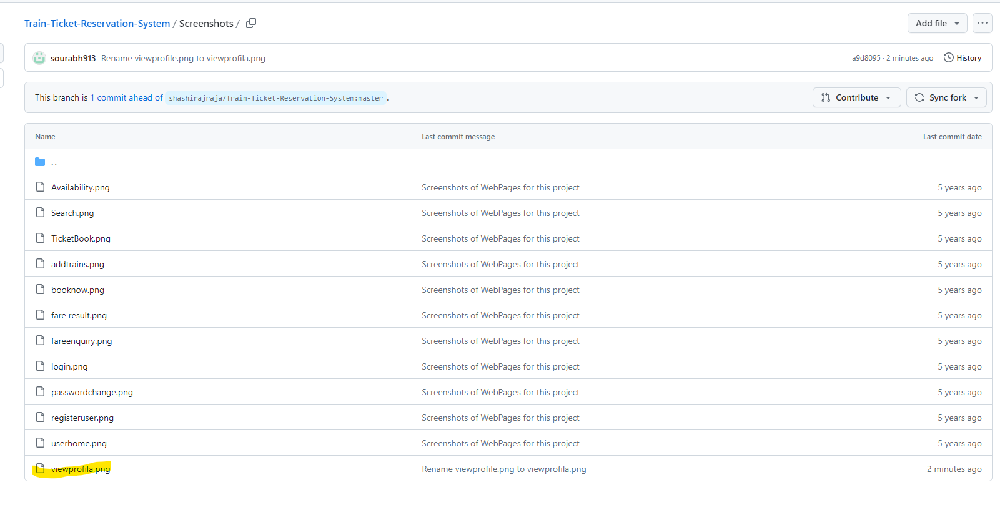 Train-Ticket-Reservation-System / Screenshots /
Add file
sourabh913 Rename viewprofile.png to viewprofila.png
a9d8095 · 2 minutes ago
History
This branch is 1 commit ahead of shashirajraja/Train-Ticket-Reservation-System:master .
Contribute
Sync fork
Name Last commit message Last commit date
..
Availability.png Screenshots of WebPages for this project 5 years ago
Search.png Screenshots of WebPages for this project 5 years ago
TicketBook.png Screenshots of WebPages for this project 5 years ago
addtrains.png Screenshots of WebPages for this project 5 years ago
booknow.png Screenshots of WebPages for this project 5 years ago
fare result.png Screenshots of WebPages for this project 5 years ago
fareenquiry.png Screenshots of WebPages for this project 5 years ago
login.png Screenshots of WebPages for this project 5 years ago
passwordchange.png Screenshots of WebPages for this project 5 years ago
registeruser.png Screenshots of WebPages for this project 5 years ago
userhome.png Screenshots of WebPages for this project 5 years ago
viewprofila.png Rename viewprofile.png to viewprofila.png 2 minutes ago